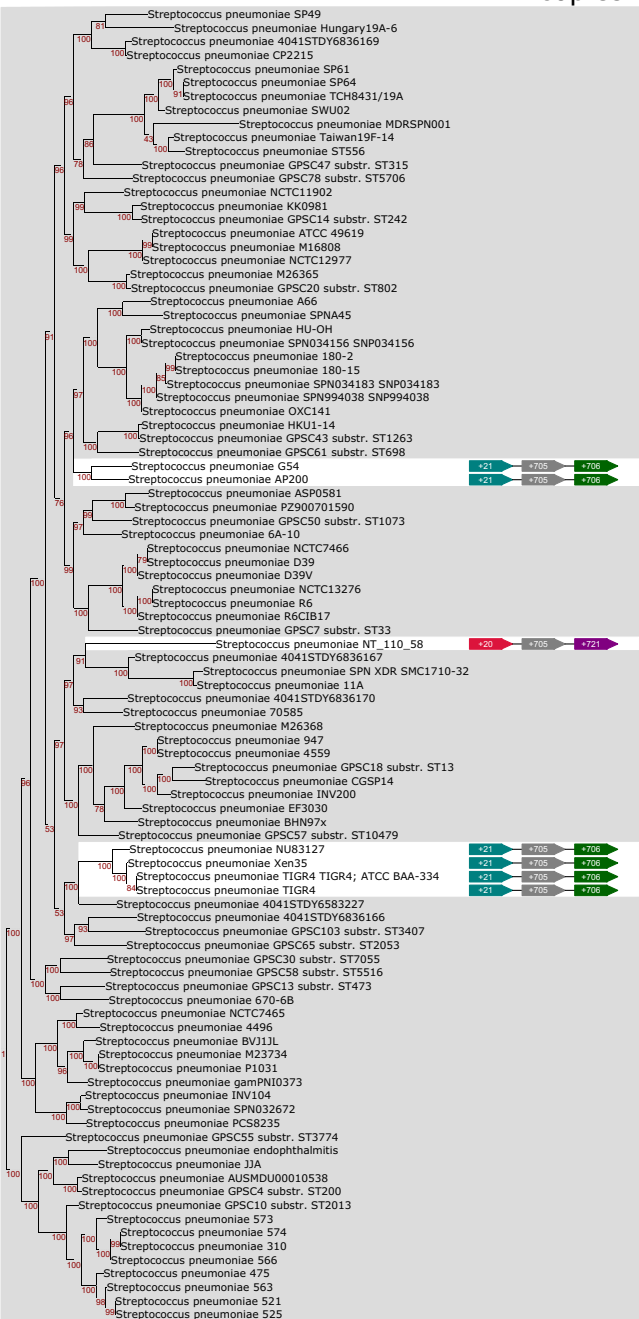 Streptococcus pneumoniae SP49
Streptococcus pneumoniae Hungary19A-6
Streptococcus pneumoniae 4041STDY6836169
Streptococcus pneumoniae CP2215
Streptococcus pneumoniae SP61
Streptococcus pneumoniae SP64
Streptococcus pneumoniae TCH8431/19A
Streptococcus pneumoniae SWU02
Streptococcus pneumoniae MDRSPN001
Streptococcus pneumoniae Taiwan19F-14
Streptococcus pneumoniae ST556
Streptococcus pneumoniae GPSC47 substr. ST315
Streptococcus pneumoniae GPSC78 substr. ST5706
Streptococcus pneumoniae NCTC11902
Streptococcus pneumoniae KK0981
Streptococcus pneumoniae GPSC14 substr. ST242
Streptococcus pneumoniae ATCC 49619
Streptococcus pneumoniae M16808
Streptococcus pneumoniae NCTC12977
Streptococcus pneumoniae M26365
Streptococcus pneumoniae GPSC20 substr. ST802
Streptococcus pneumoniae A66
Streptococcus pneumoniae SPNA45
Streptococcus pneumoniae HU-OH
Streptococcus pneumoniae SPN034156 SNP034156
Streptococcus pneumoniae 180-2
Streptococcus pneumoniae 180-15
Streptococcus pneumoniae SPN034183 SNP034183
Streptococcus pneumoniae SPN994038 SNP994038
Streptococcus pneumoniae OXC141
Streptococcus pneumoniae HKU1-14
Streptococcus pneumoniae GPSC43 substr. ST1263
Streptococcus pneumoniae GPSC61 substr. ST698
Streptococcus pneumoniae G54 +21 +705 +706
Streptococcus pneumoniae AP200 +21 +705 +706
Streptococcus pneumoniae ASP0581
Streptococcus pneumoniae PZ900701590
Streptococcus pneumoniae GPSC50 substr. ST1073
Streptococcus pneumoniae 6A-10
Streptococcus pneumoniae NCTC7466
Streptococcus pneumoniae D39
Streptococcus pneumoniae D39V
Streptococcus pneumoniae NCTC13276
Streptococcus pneumoniae R6
Streptococcus pneumoniae R6CIB17
Streptococcus pneumoniae GPSC7 substr. ST33
Streptococcus pneumoniae NT_110_58 +20 +705 +721
Streptococcus pneumoniae 4041STDY6836167
Streptococcus pneumoniae SPN XDR SMC1710-32
Streptococcus pneumoniae 11A
Streptococcus pneumoniae 4041STDY6836170
Streptococcus pneumoniae 70585
Streptococcus pneumoniae M26368
Streptococcus pneumoniae 947
Streptococcus pneumoniae 4559
Streptococcus pneumoniae GPSC18 substr. ST13
Streptococcus pneumoniae CGSP14
Streptococcus pneumoniae INV200
Streptococcus pneumoniae EF3030
Streptococcus pneumoniae BHN97x
Streptococcus pneumoniae GPSC57 substr. ST10479
Streptococcus pneumoniae NU83127 +21 +705 +706
Streptococcus pneumoniae Xen35 +21 +705 +706
Streptococcus pneumoniae TIGR4 TIGR4; ATCC BAA-334 +21 +705 +706
Streptococcus pneumoniae TIGR4 +21 +705 +706
Streptococcus pneumoniae 4041STDY6583227
Streptococcus pneumoniae 4041STDY6836166
Streptococcus pneumoniae GPSC103 substr. ST3407
Streptococcus pneumoniae GPSC65 substr. ST2053
Streptococcus pneumoniae GPSC30 substr. ST7055
Streptococcus pneumoniae GPSC58 substr. ST5516
Streptococcus pneumoniae GPSC13 substr. ST473
Streptococcus pneumoniae 670-6B
Streptococcus pneumoniae NCTC7465
Streptococcus pneumoniae 4496
Streptococcus pneumoniae BVJ1JL
Streptococcus pneumoniae M23734
Streptococcus pneumoniae P1031
Streptococcus pneumoniae gamPNI0373
Streptococcus pneumoniae INV104
Streptococcus pneumoniae SPN032672
Streptococcus pneumoniae PCS8235
Streptococcus pneumoniae GPSC55 substr. ST3774
Streptococcus pneumoniae endophthalmitis
Streptococcus pneumoniae JJA
Streptococcus pneumoniae AUSMDU00010538
Streptococcus pneumoniae GPSC4 substr. ST200
Streptococcus pneumoniae GPSC10 substr. ST2013
Streptococcus pneumoniae 573
Streptococcus pneumoniae 574
Streptococcus pneumoniae 310
Streptococcus pneumoniae 566
Streptococcus pneumoniae 475
Streptococcus pneumoniae 563
Streptococcus pneumoniae 521
Streptococcus pneumoniae 525